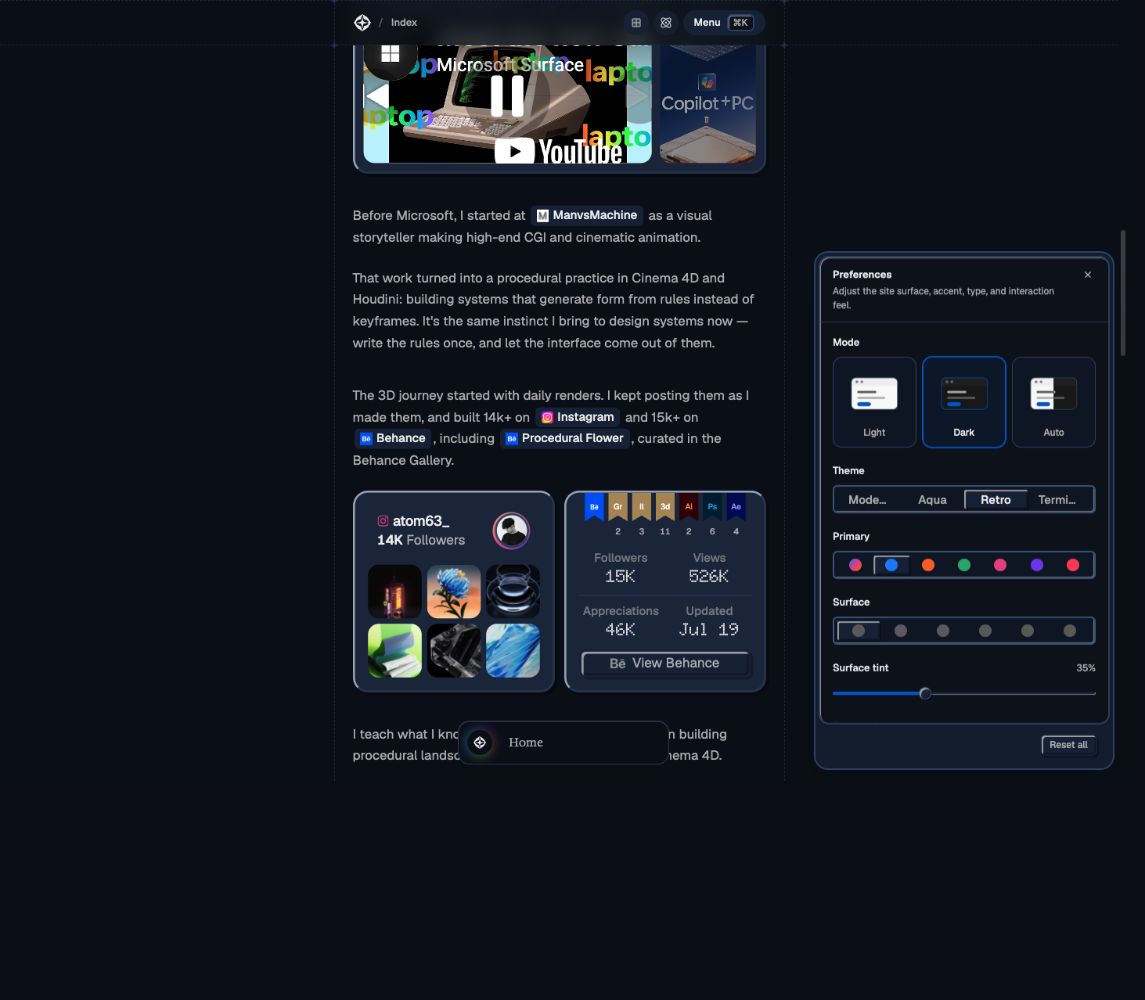 / Index
Menu ⌘K
Microsoft Surface
laptop
laptop
laptop
laptop
Copilot+PC
YouTube
Before Microsoft, I started at M ManvsMachine as a visual
storyteller making high-end CGI and cinematic animation.
That work turned into a procedural practice in Cinema 4D and
Houdini: building systems that generate form from rules instead of
keyframes. It's the same instinct I bring to design systems now —
write the rules once, and let the interface come out of them.
The 3D journey started with daily renders. I kept posting them as I
made them, and built 14k+ on Instagram and 15k+ on
Bē Behance, including Bē Procedural Flower, curated in the
Behance Gallery.
atom63_
14K Followers
Bē Gr Il 3d Ai Ps Ae
2 3 11 2 6 4
Followers Views
15K 526K
Appreciations Updated
46K Jul 19
Bē View Behance
I teach what I kno
n building
procedural landsc
nema 4D.
Home
Preferences
Adjust the site surface, accent, type, and interaction
feel.
Mode
Light Dark Auto
Theme
Mode... Aqua Retro Termi...
Primary
Surface
Surface tint 35%
Reset all